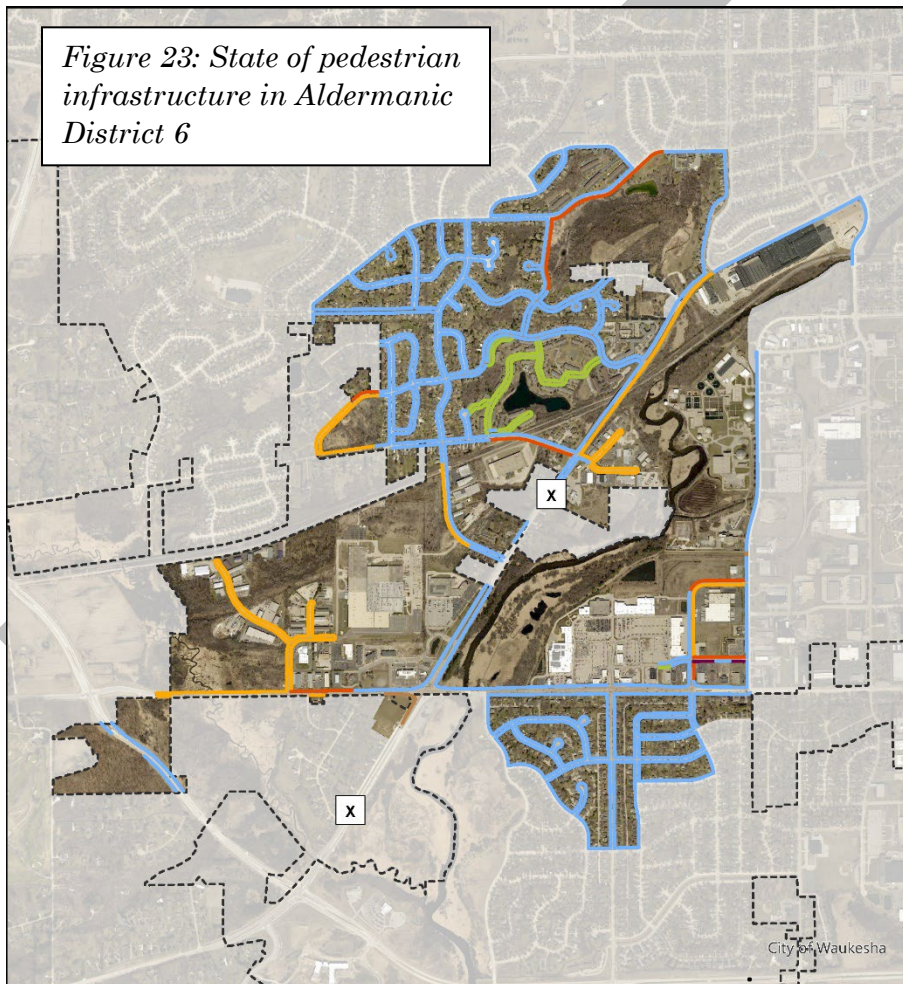 Figure 23: State of pedestrian
infrastructure in Aldermanic
District 6
X
X
City of Waukesha